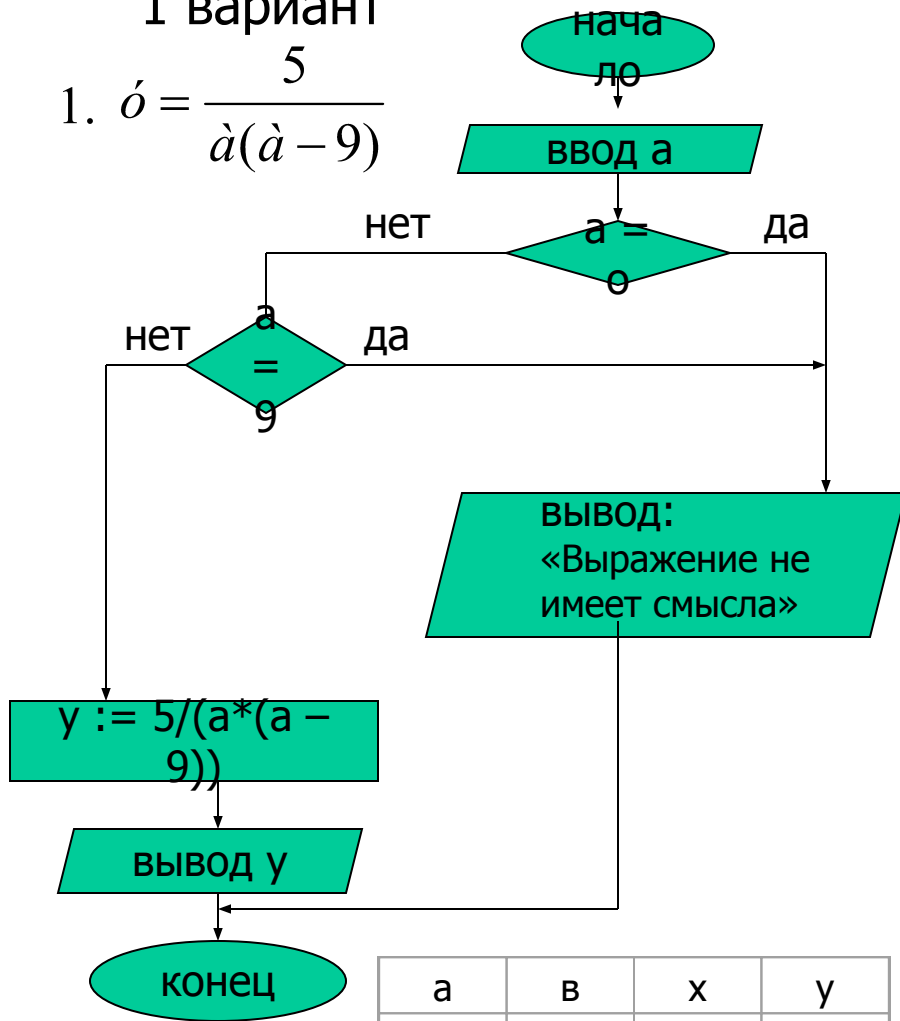 1 вариант
1. ó = 5
à(à – 9)
нача
ло
ввод а
нет
а =
о
да
нет
а
=
9
да
вывод:
«Выражение не
имеет смысла»
у := 5/(а*(а –
9))
вывод у
конец
а в х у